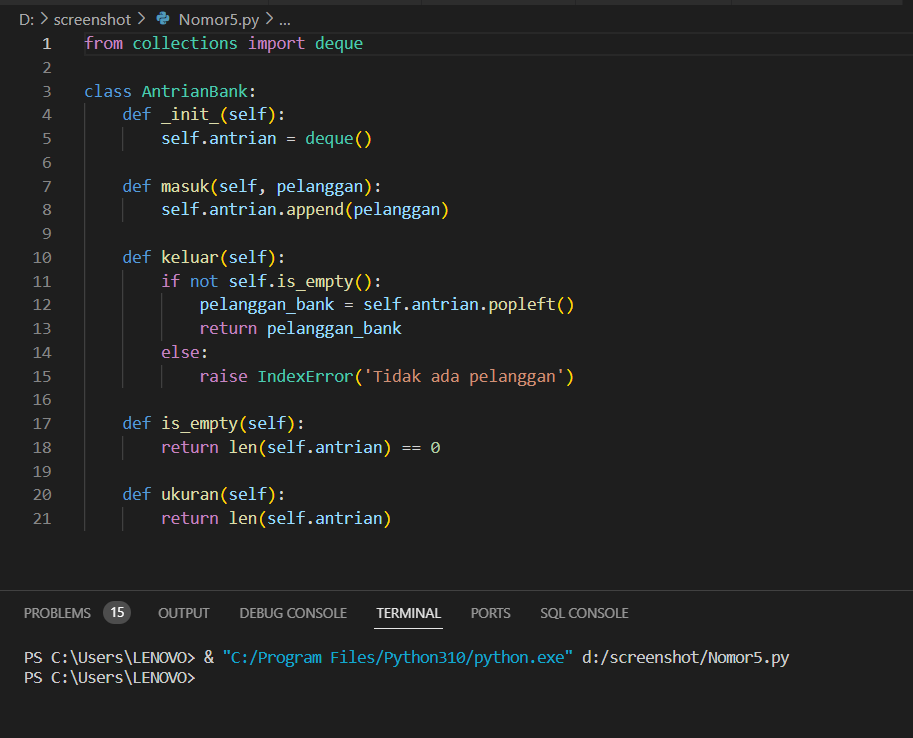 D: > screenshot > Nomor5.py > ...
1 from collections import deque
2
3 class AntrianBank:
4     def _init_(self):
5         self.antrian = deque()
6
7     def masuk(self, pelanggan):
8         self.antrian.append(pelanggan)
9
10     def keluar(self):
11         if not self.is_empty():
12             pelanggan_bank = self.antrian.popleft()
13             return pelanggan_bank
14         else:
15             raise IndexError('Tidak ada pelanggan')
16
17     def is_empty(self):
18         return len(self.antrian) == 0
19
20     def ukuran(self):
21         return len(self.antrian)
PROBLEMS 15 OUTPUT DEBUG CONSOLE TERMINAL PORTS SQL CONSOLE
PS C:\Users\LENOVO> & "C:/Program Files/Python310/python.exe" d:/screenshot/Nomor5.py
PS C:\Users\LENOVO>